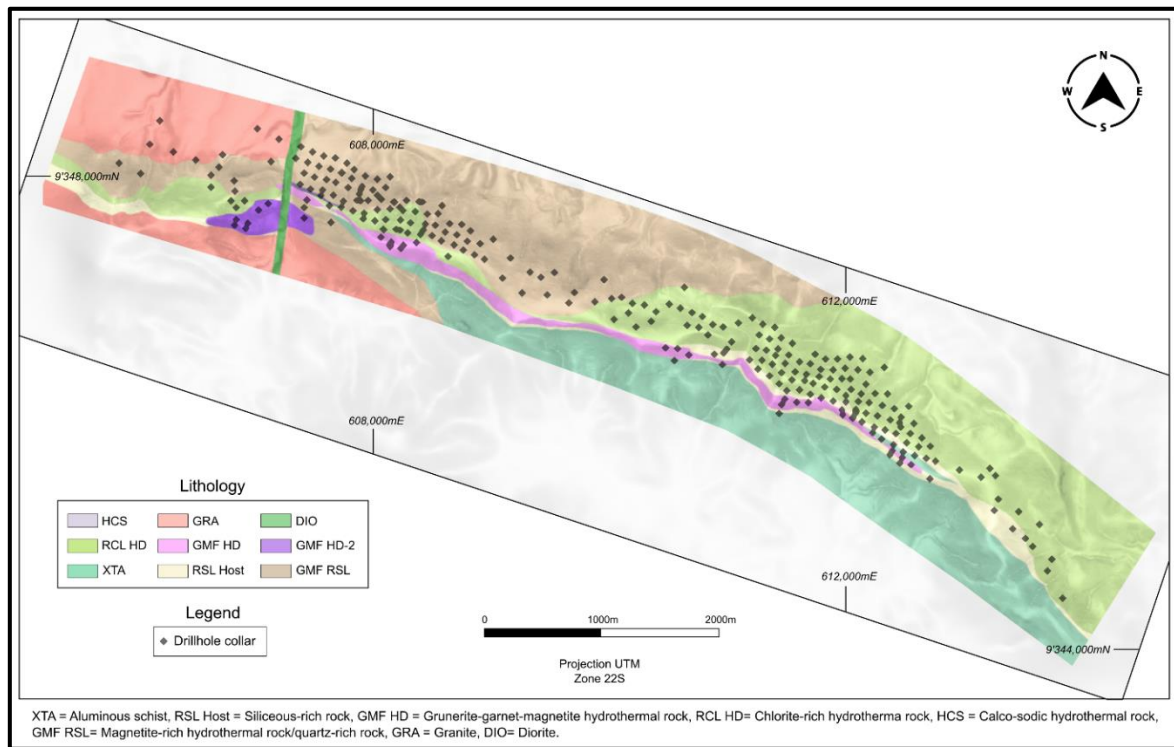 N
W E
S
608,000mE
9'348,000mN
612,000mE
608,000mE
612,000mE
9'344,000mN
Lithology
HCS GRA DIO
RCL HD GMF HD GMF HD-2
XTA RSL Host GMF RSL
Legend
Drillhole collar
0 1000m 2000m
Projection UTM
Zone 22S
XTA = Aluminous schist, RSL Host = Siliceous-rich rock, GMF HD = Grunerite-garnet-magnetite hydrothermal rock, RCL HD= Chlorite-rich hydrotherma rock, HCS = Calco-sodic hydrothermal rock,
GMF RSL= Magnetite-rich hydrothermal rock/quartz-rich rock, GRA = Granite, DIO= Diorite.